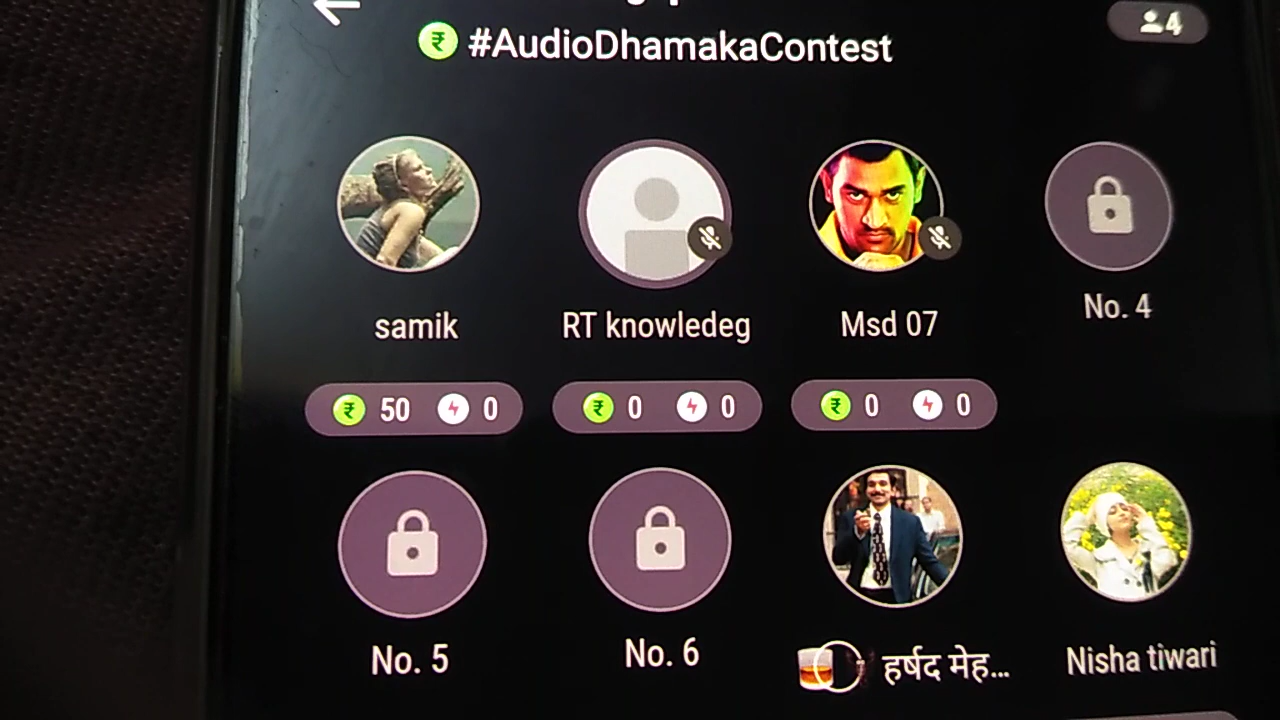 #AudioDhamakaContest
4
samik
RT knowledeg
Msd 07
No. 4
₹ 50 0
₹ 0 0
₹ 0 0
No. 5
No. 6
हर्षद मेह...
Nisha tiwari